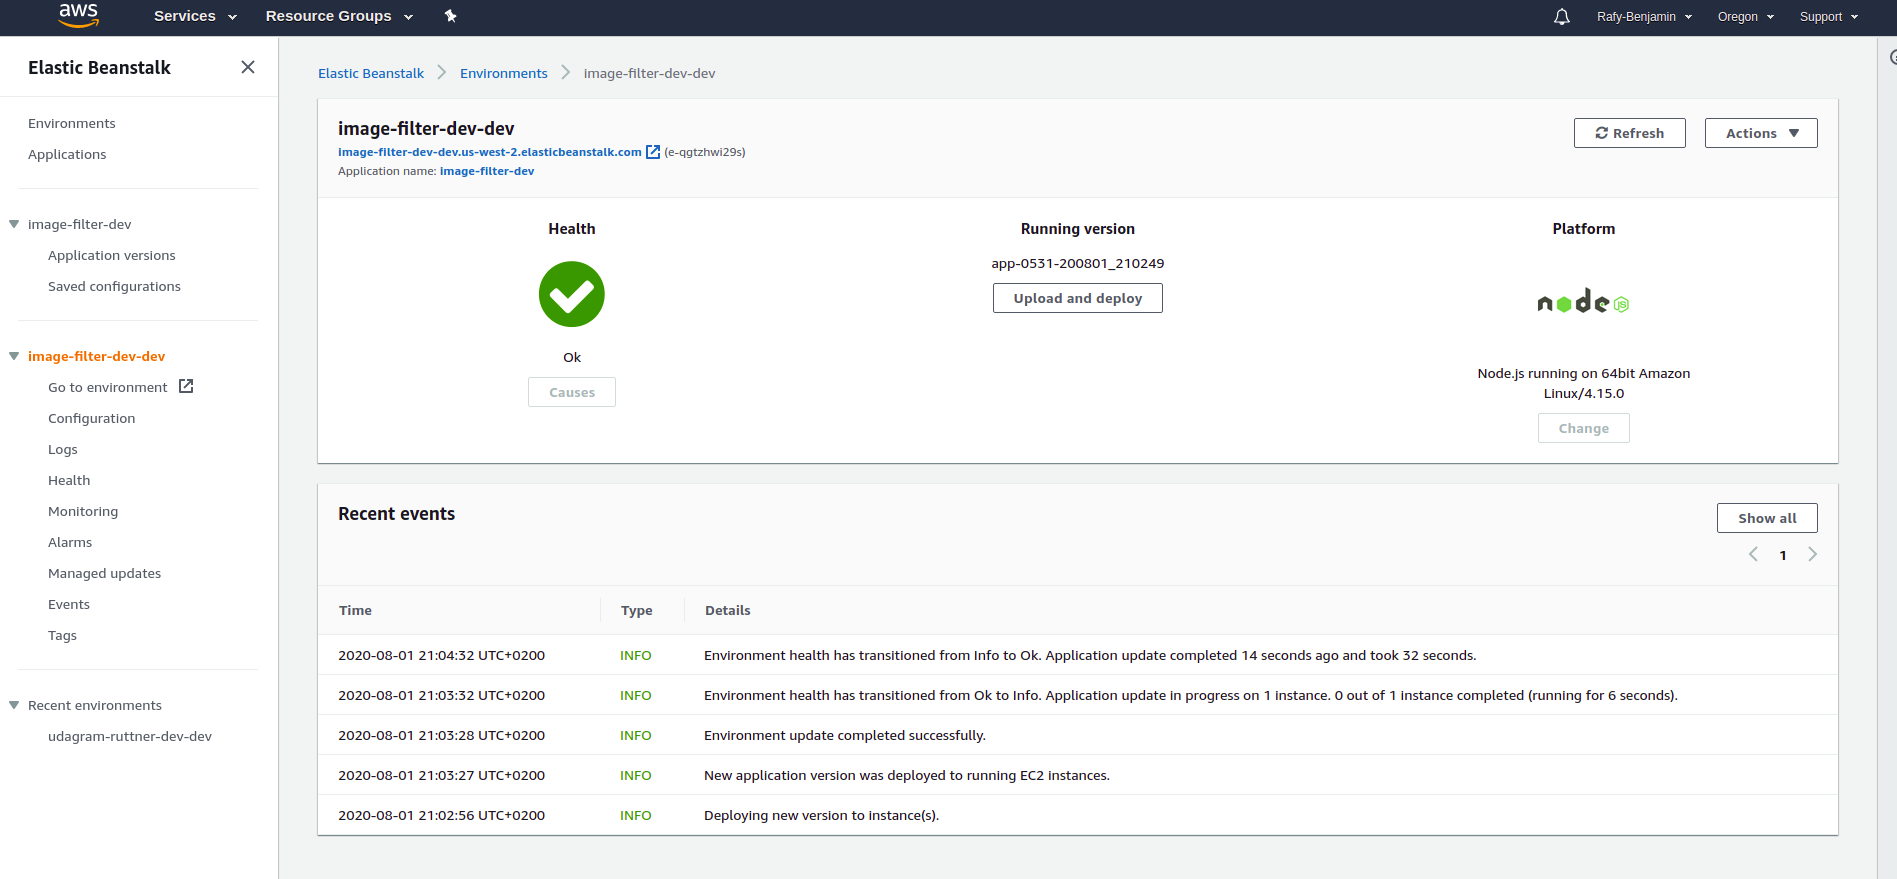 aws
Services
Resource Groups
Rafy-Benjamin
Oregon
Support
Elastic Beanstalk
Environments
Applications
image-filter-dev
Application versions
Saved configurations
image-filter-dev-dev
Go to environment
Configuration
Logs
Health
Monitoring
Alarms
Managed updates
Events
Tags
Recent environments
udagram-ruttner-dev-dev
Elastic Beanstalk > Environments > image-filter-dev-dev
image-filter-dev-dev
image-filter-dev-dev.us-west-2.elasticbeanstalk.com (e-qgtzhwi29s)
Application name: image-filter-dev
Refresh
Actions
Health
Ok
Causes
Running version
app-0531-200801_210249
Upload and deploy
Platform
node JS
Node.js running on 64bit Amazon
Linux/4.15.0
Change
Recent events
Show all
1
Time Type Details
2020-08-01 21:04:32 UTC+0200 INFO Environment health has transitioned from Info to Ok. Application update completed 14 seconds ago and took 32 seconds.
2020-08-01 21:03:32 UTC+0200 INFO Environment health has transitioned from Ok to Info. Application update in progress on 1 instance. 0 out of 1 instance completed (running for 6 seconds).
2020-08-01 21:03:28 UTC+0200 INFO Environment update completed successfully.
2020-08-01 21:03:27 UTC+0200 INFO New application version was deployed to running EC2 instances.
2020-08-01 21:02:56 UTC+0200 INFO Deploying new version to instance(s).